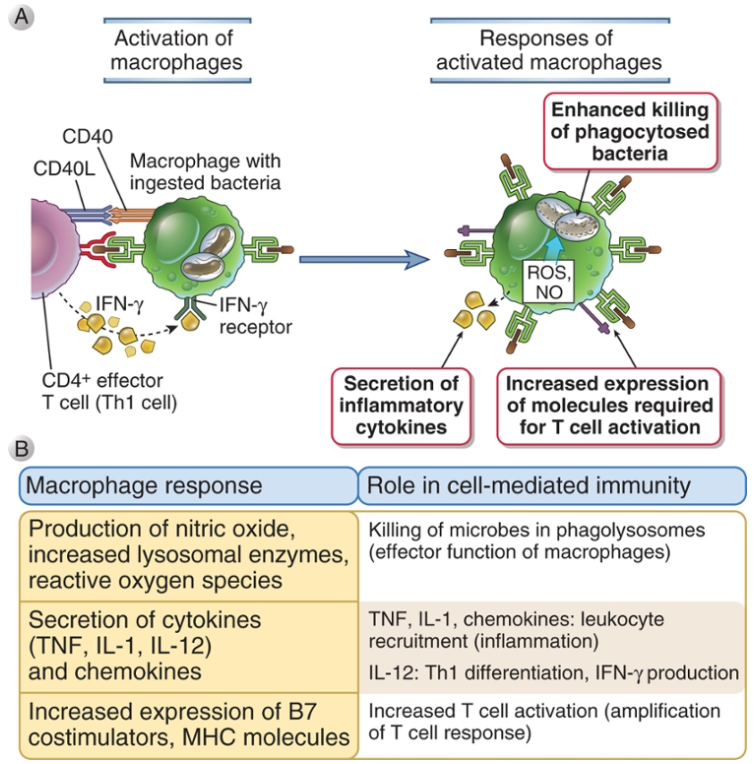 A
Activation of
macrophages
Responses of
activated macrophages
Enhanced killing
of phagocytosed
bacteria
CD40
CD40L
Macrophage with
ingested bacteria
ROS,
NO
IFN-γ
IFN-γ
receptor
CD4+ effector
T cell (Th1 cell)
Secretion of
inflammatory
cytokines
Increased expression
of molecules required
for T cell activation
B
Macrophage response
Role in cell-mediated immunity
Production of nitric oxide,
increased lysosomal enzymes,
reactive oxygen species
Killing of microbes in phagolysosomes
(effector function of macrophages)
Secretion of cytokines
(TNF, IL-1, IL-12)
and chemokines
TNF, IL-1, chemokines: leukocyte
recruitment (inflammation)
IL-12: Th1 differentiation, IFN-γ production
Increased expression of B7
costimulators, MHC molecules
Increased T cell activation (amplification
of T cell response)